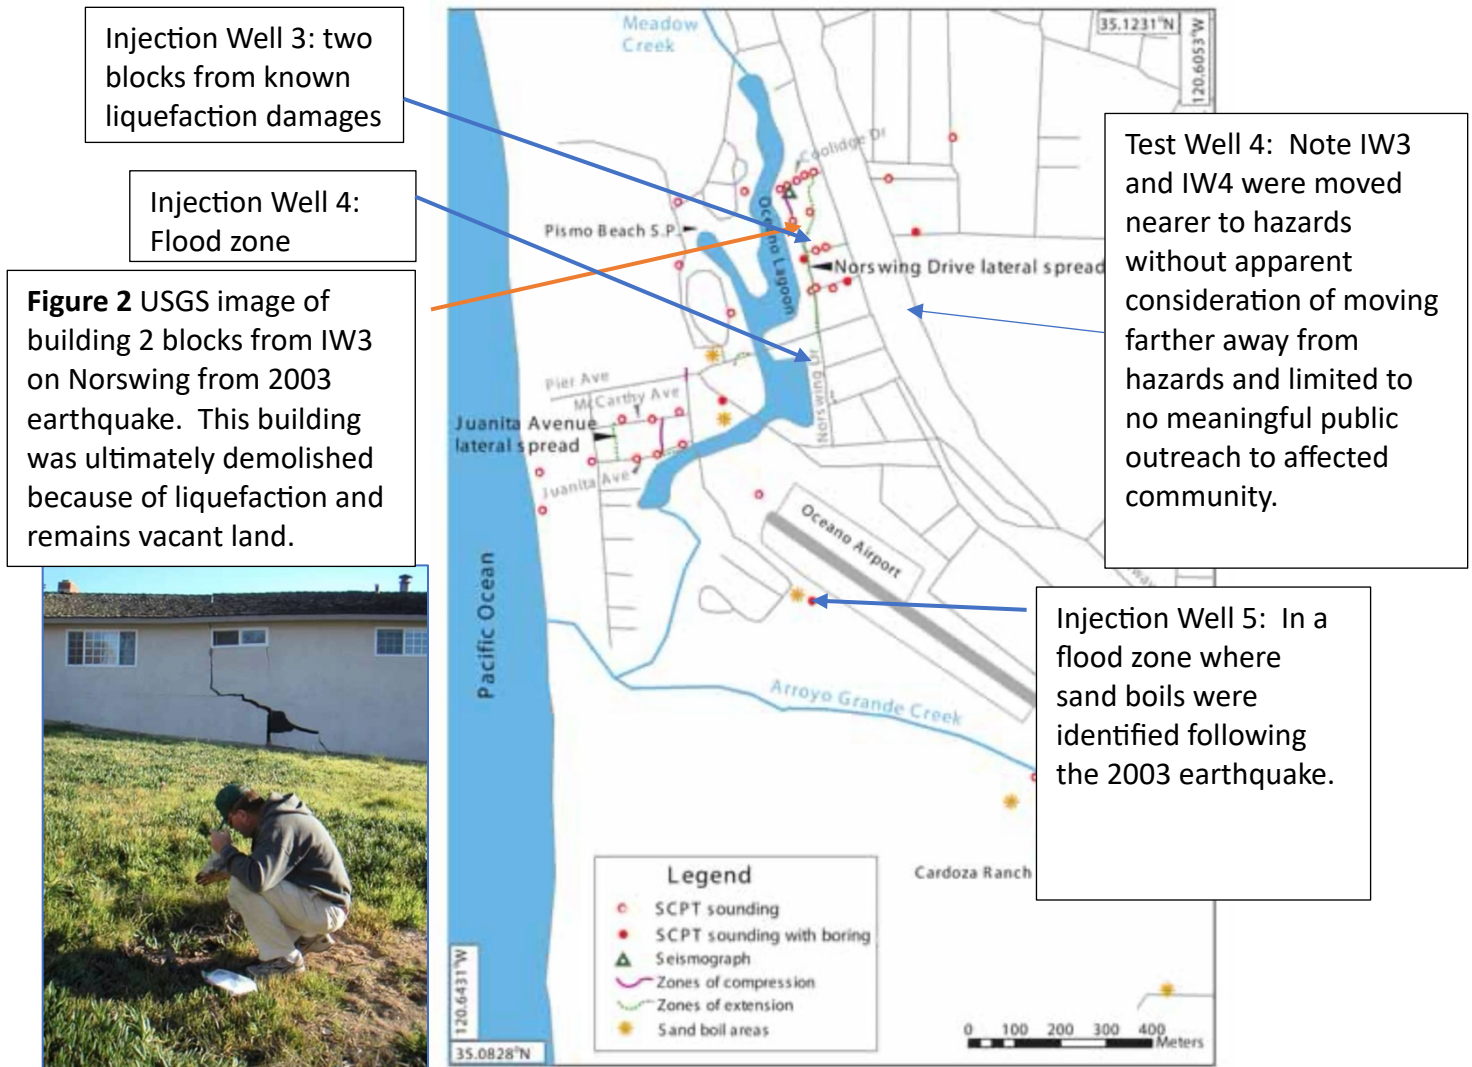 Injection Well 3: two
blocks from known
liquefaction damages
Injection Well 4:
Flood zone
Figure 2 USGS image of
building 2 blocks from IW3
on Norswing from 2003
earthquake. This building
was ultimately demolished
because of liquefaction and
remains vacant land.
Meadow
Creek
35.1231°N
120.6053°W
Coolidge Dr
Pismo Beach S.P.
Oceano Lagoon
Norswing Drive lateral spread
Norswing Dr
Pier Ave
McCarthy Ave
Juanita Avenue
lateral spread
Juanita Ave
Oceano Airport
Pacific Ocean
Arroyo Grande Creek
Cardoza Ranch
Legend
SCPT sounding
SCPT sounding with boring
Seismograph
Zones of compression
Zones of extension
Sand boil areas
120.6431°W
35.0828°N
0 100 200 300 400
Meters
Test Well 4: Note IW3
and IW4 were moved
nearer to hazards
without apparent
consideration of moving
farther away from
hazards and limited to
no meaningful public
outreach to affected
community.
Injection Well 5: In a
flood zone where
sand boils were
identified following
the 2003 earthquake.